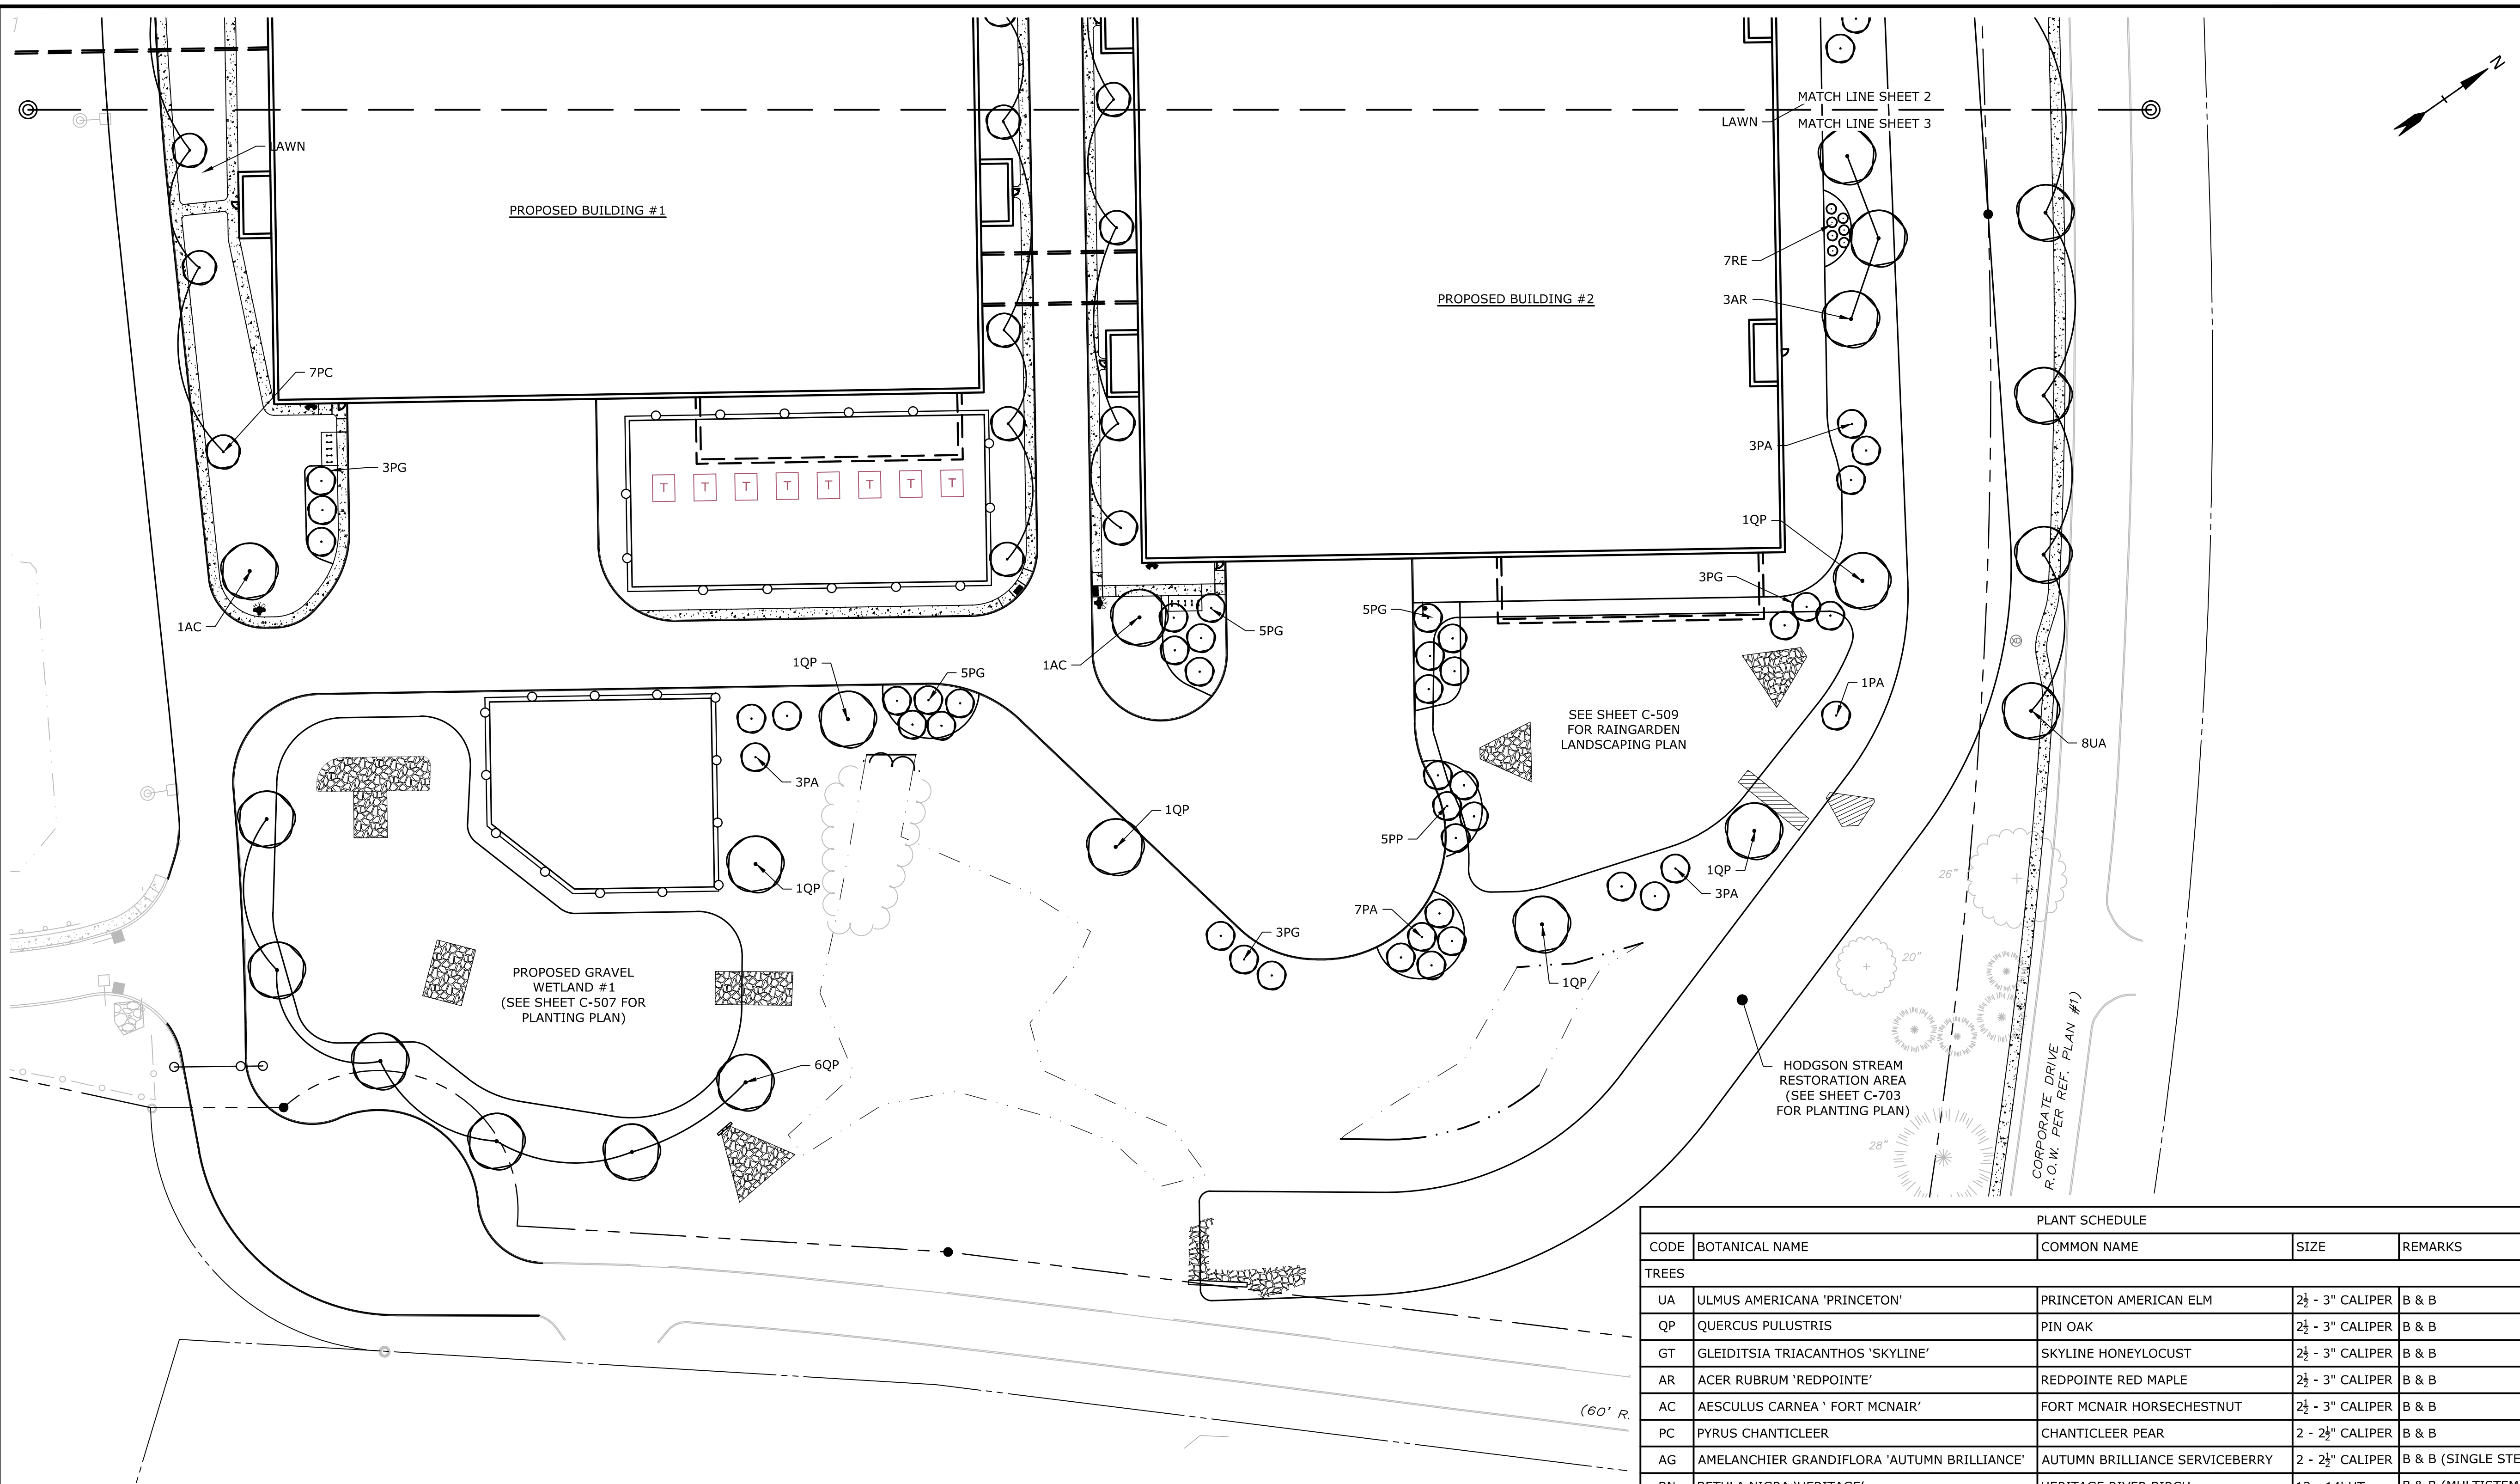 N
MATCH LINE SHEET 2
LAWN
MATCH LINE SHEET 3
LAWN
PROPOSED BUILDING #1
7RE
PROPOSED BUILDING #2
3AR
7PC
3PA
3PG
T T T T T T T T
1QP
3PG
5PG
1AC
5PG
1QP
1AC
5PG
1PA
SEE SHEET C-509
FOR RAINGARDEN
LANDSCAPING PLAN
8UA
3PA
1QP
5PP
26"
1QP
1QP
3PA
7PA
3PG
20"
1QP
PROPOSED GRAVEL
WETLAND #1
(SEE SHEET C-507 FOR
PLANTING PLAN)
6QP
HODGSON STREAM
RESTORATION AREA
(SEE SHEET C-703
FOR PLANTING PLAN)
28"
CORPORATE DRIVE
R.O.W. PER REF. PLAN #1)
(60' R.
PLANT SCHEDULE
CODE BOTANICAL NAME COMMON NAME SIZE REMARKS
TREES
UA ULMUS AMERICANA 'PRINCETON' PRINCETON AMERICAN ELM 2½ - 3" CALIPER B & B
QP QUERCUS PULUSTRIS PIN OAK 2½ - 3" CALIPER B & B
GT GLEIDITSIA TRIACANTHOS ‘SKYLINE’ SKYLINE HONEYLOCUST 2½ - 3" CALIPER B & B
AR ACER RUBRUM ‘REDPOINTE’ REDPOINTE RED MAPLE 2½ - 3" CALIPER B & B
AC AESCULUS CARNEA ‘ FORT MCNAIR’ FORT MCNAIR HORSECHESTNUT 2½ - 3" CALIPER B & B
PC PYRUS CHANTICLEER CHANTICLEER PEAR 2 - 2½" CALIPER B & B
AG AMELANCHIER GRANDIFLORA 'AUTUMN BRILLIANCE' AUTUMN BRILLIANCE SERVICEBERRY 2 - 2½" CALIPER B & B (SINGLE STE